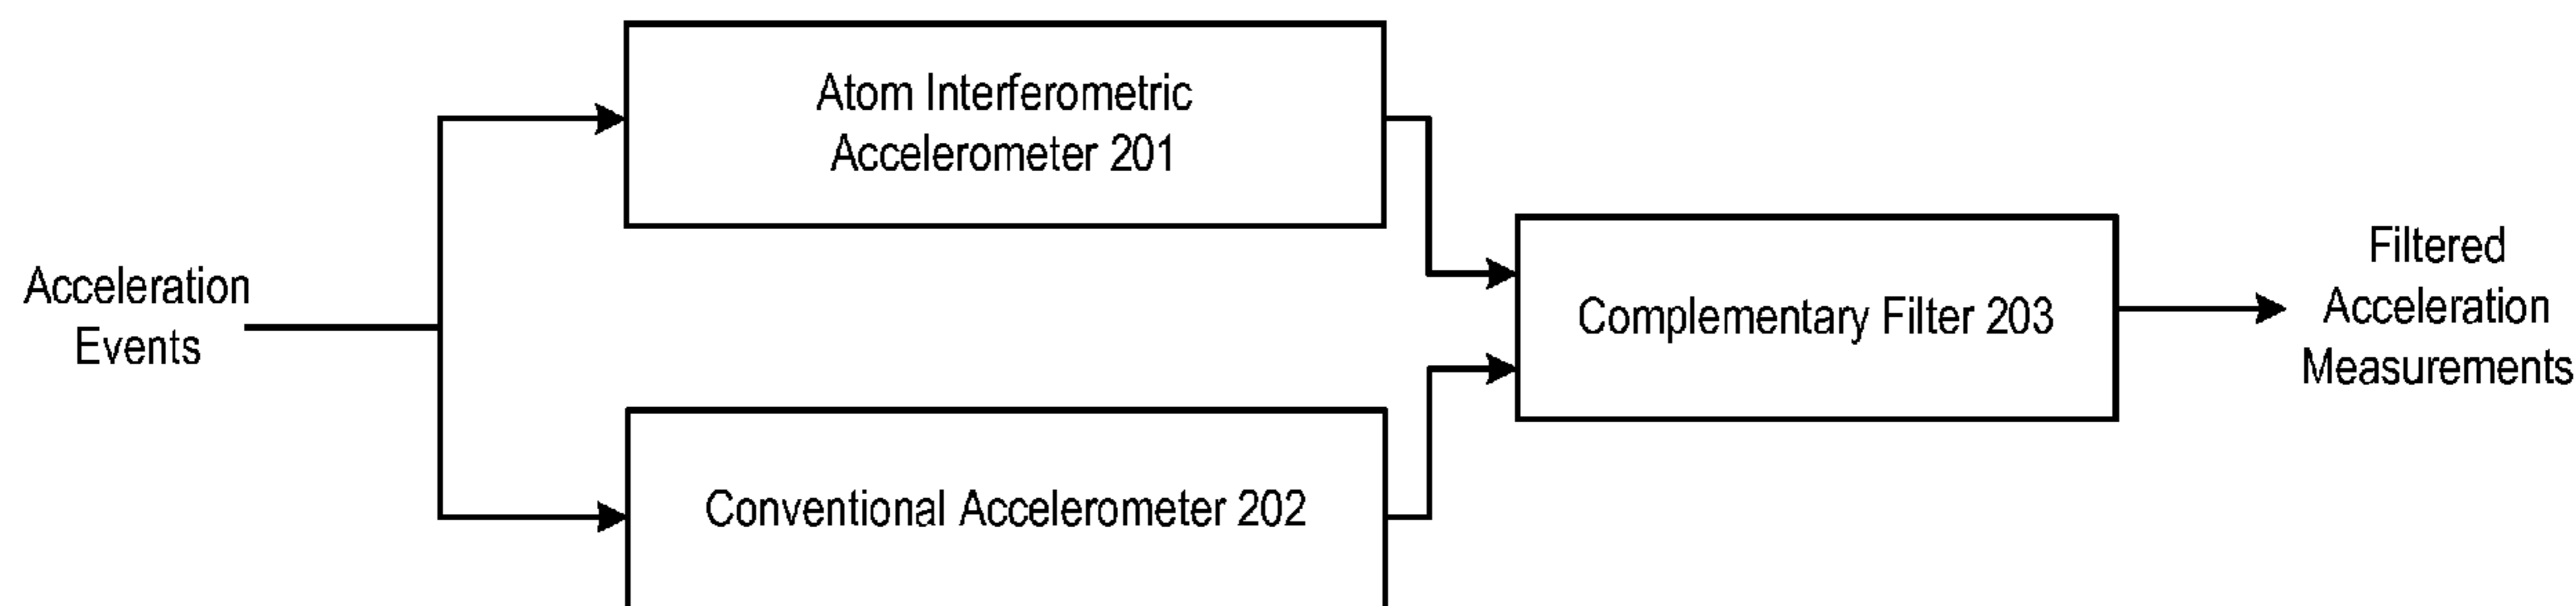 Acceleration
Events
Atom Interferometric
Accelerometer 201
Conventional Accelerometer 202
Complementary Filter 203
Filtered
Acceleration
Measurements